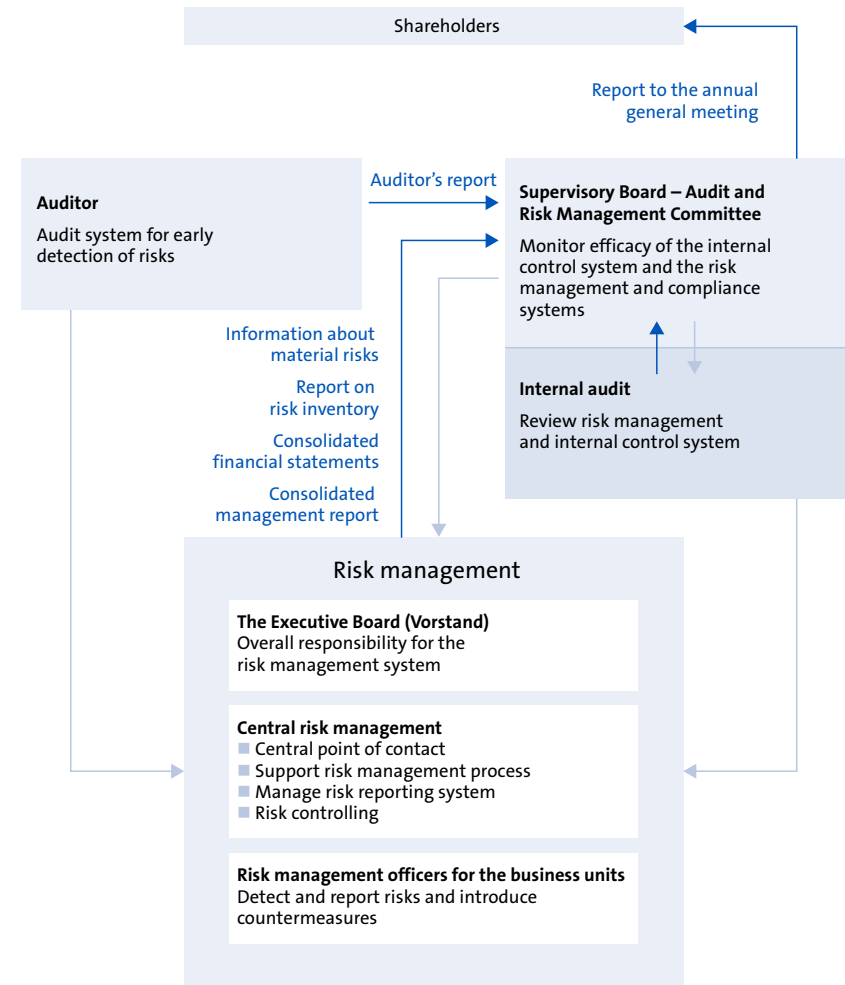 Shareholders
Report to the annual
general meeting
Auditor
Audit system for early
detection of risks
Auditor’s report
Supervisory Board – Audit and
Risk Management Committee
Monitor efficacy of the internal
control system and the risk
management and compliance
systems
Information about
material risks
Report on
risk inventory
Consolidated
financial statements
Consolidated
management report
Internal audit
Review risk management
and internal control system
Risk management
The Executive Board (Vorstand)
Overall responsibility for the
risk management system
Central risk management
Central point of contact
Support risk management process
Manage risk reporting system
Risk controlling
Risk management officers for the business units
Detect and report risks and introduce
countermeasures